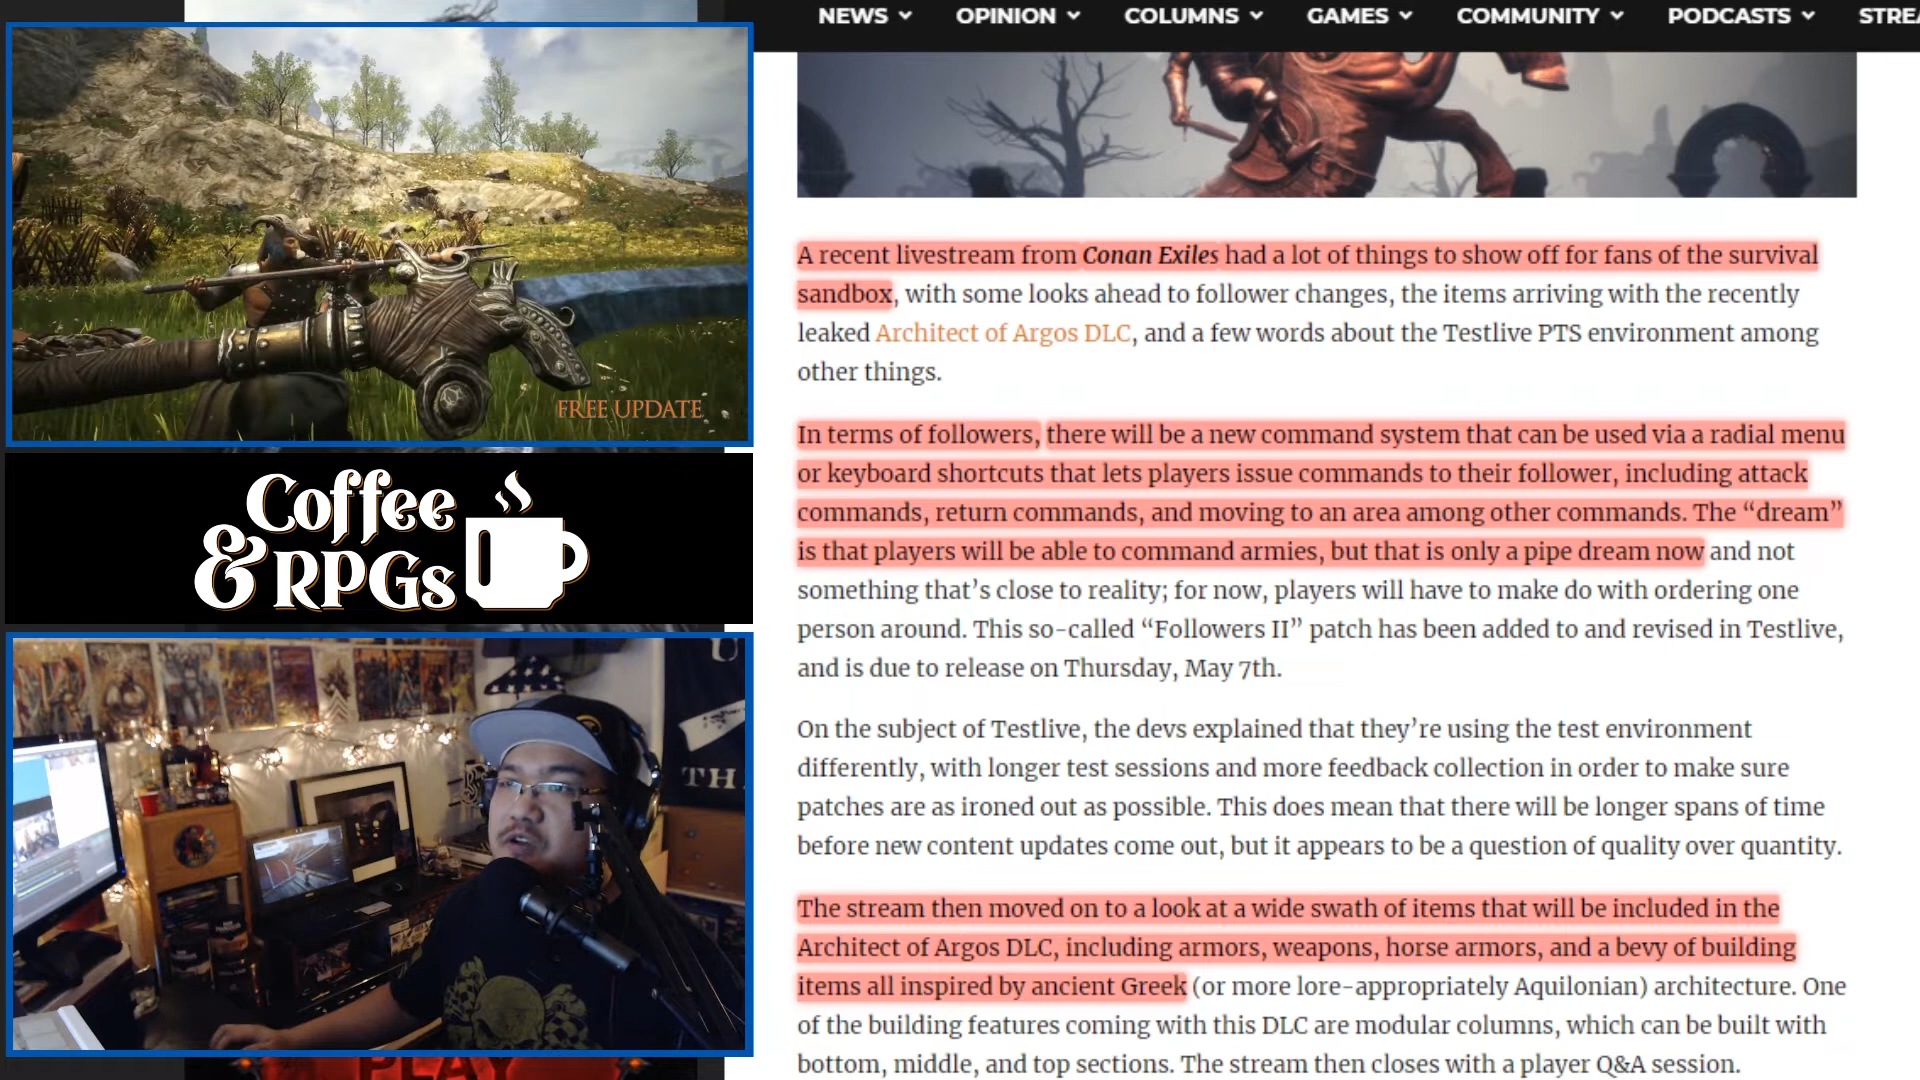 NEWS OPINION COLUMNS GAMES COMMUNITY PODCASTS STREA
FREE UPDATE
Coffee
& RPGs
U
TH
PLAY
A recent livestream from Conan Exiles had a lot of things to show off for fans of the survival
sandbox, with some looks ahead to follower changes, the items arriving with the recently
leaked Architect of Argos DLC, and a few words about the Testlive PTS environment among
other things.
In terms of followers, there will be a new command system that can be used via a radial menu
or keyboard shortcuts that lets players issue commands to their follower, including attack
commands, return commands, and moving to an area among other commands. The “dream”
is that players will be able to command armies, but that is only a pipe dream now and not
something that’s close to reality; for now, players will have to make do with ordering one
person around. This so-called “Followers II” patch has been added to and revised in Testlive,
and is due to release on Thursday, May 7th.
On the subject of Testlive, the devs explained that they’re using the test environment
differently, with longer test sessions and more feedback collection in order to make sure
patches are as ironed out as possible. This does mean that there will be longer spans of time
before new content updates come out, but it appears to be a question of quality over quantity.
The stream then moved on to a look at a wide swath of items that will be included in the
Architect of Argos DLC, including armors, weapons, horse armors, and a bevy of building
items all inspired by ancient Greek (or more lore-appropriately Aquilonian) architecture. One
of the building features coming with this DLC are modular columns, which can be built with
bottom, middle, and top sections. The stream then closes with a player Q&A session.